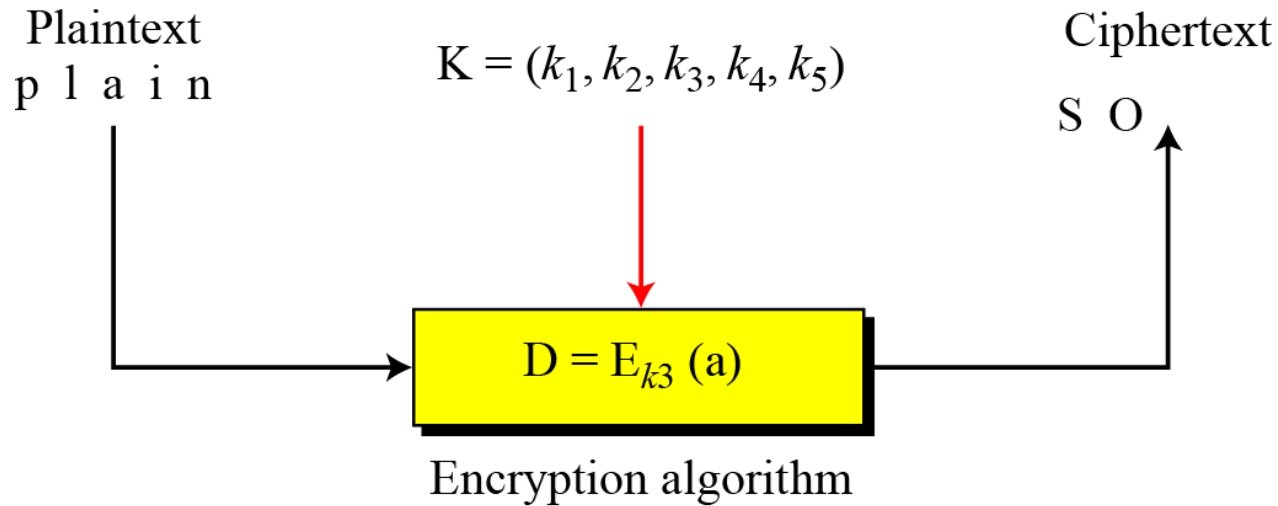 Plaintext
p l a i n
K = (k₁, k₂, k₃, k₄, k₅)
Ciphertext
S O
D = Eₖ₃ (a)
Encryption algorithm